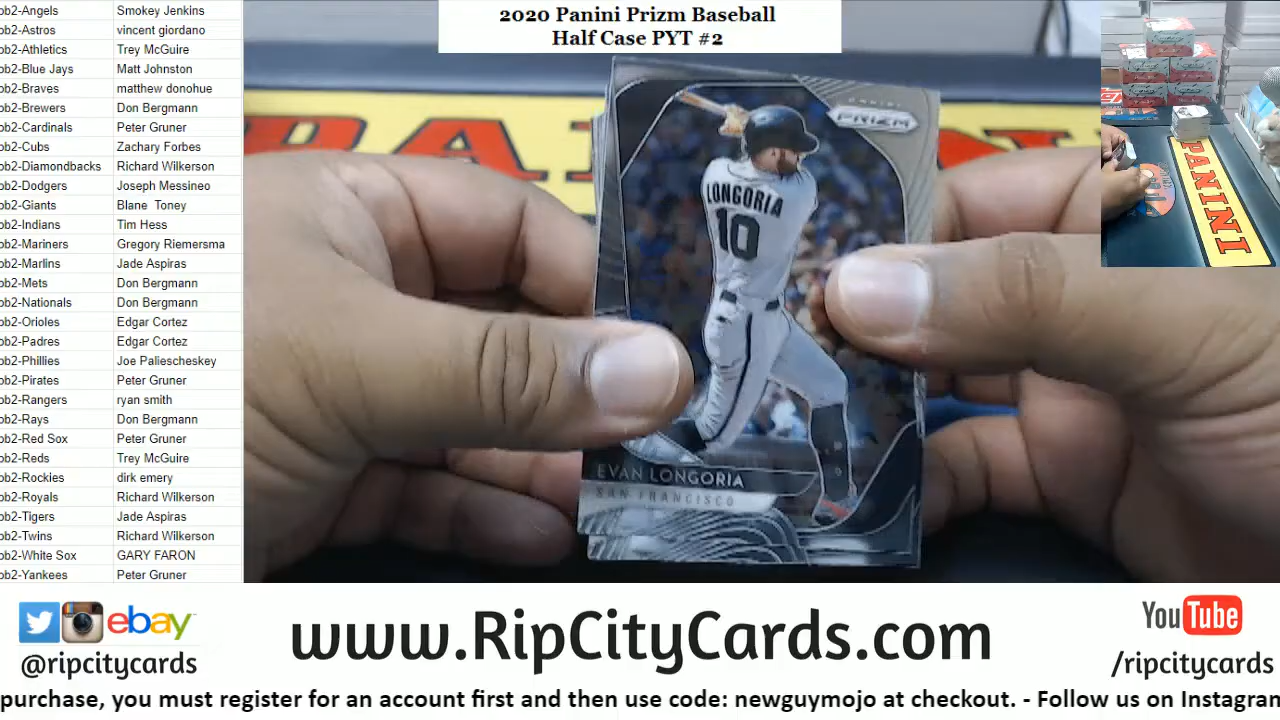 2020 Panini Prizm Baseball
Half Case PYT #2
ob2-Angels Smokey Jenkins
ob2-Astros vincent giordano
ob2-Athletics Trey McGuire
ob2-Blue Jays Matt Johnston
ob2-Braves matthew donohue
ob2-Brewers Don Bergmann
ob2-Cardinals Peter Gruner
ob2-Cubs Zachary Forbes
ob2-Diamondbacks Richard Wilkerson
ob2-Dodgers Joseph Messineo
ob2-Giants Blane Toney
ob2-Indians Tim Hess
ob2-Mariners Gregory Riemersma
ob2-Marlins Jade Aspiras
ob2-Mets Don Bergmann
ob2-Nationals Don Bergmann
ob2-Orioles Edgar Cortez
ob2-Padres Edgar Cortez
ob2-Phillies Joe Paliescheskey
ob2-Pirates Peter Gruner
ob2-Rangers ryan smith
ob2-Rays Don Bergmann
ob2-Red Sox Peter Gruner
ob2-Reds Trey McGuire
ob2-Rockies dirk emery
ob2-Royals Richard Wilkerson
ob2-Tigers Jade Aspiras
ob2-Twins Richard Wilkerson
ob2-White Sox GARY FARON
ob2-Yankees Peter Gruner
PANINI
PANINI
PRIZM
LONGORIA
10
EVAN LONGORIA
SAN FRANCISCO
PANINI
ebay
@ripcitycards
www.RipCityCards.com
YouTube
/ripcitycards
purchase, you must register for an account first and then use code: newguymojo at checkout. - Follow us on Instagran